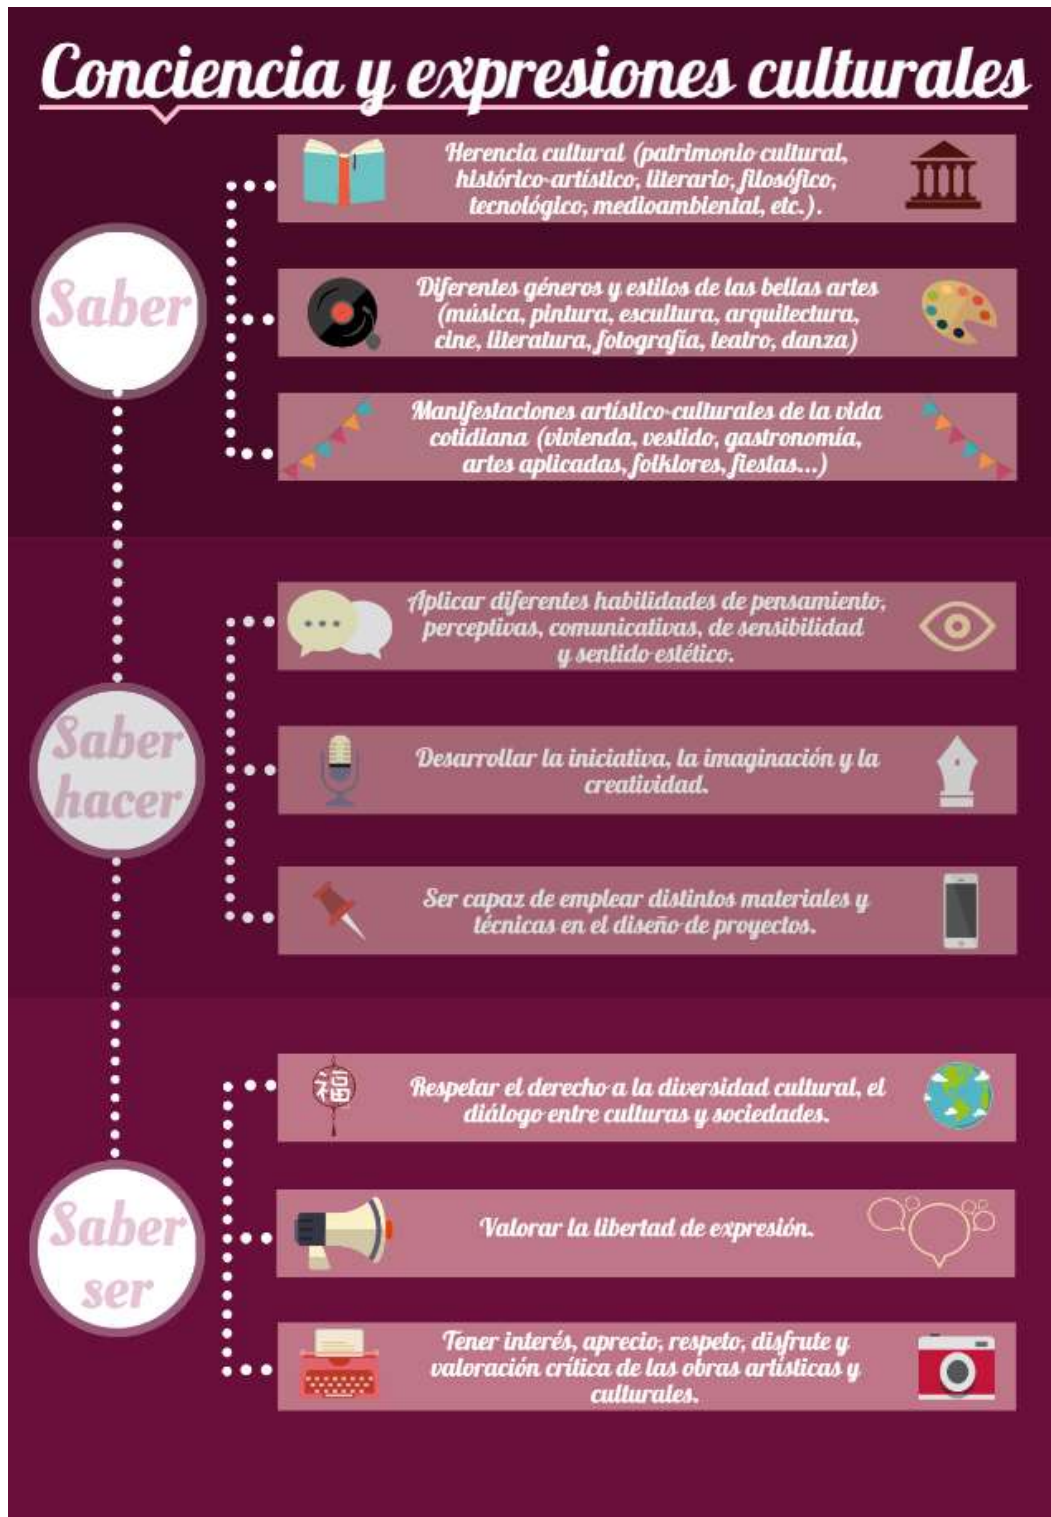 Conciencia y expresiones culturales
Herencia cultural (patrimonio cultural,
histórico-artístico, literario, filosófico,
tecnológico, medioambiental, etc.).
Saber
Diferentes géneros y estilos de las bellas artes
(música, pintura, escultura, arquitectura,
cine, literatura, fotografía, teatro, danza)
Manifestaciones artístico-culturales de la vida
cotidiana (vivienda, vestido, gastronomía,
artes aplicadas, folklores, fiestas...)
Aplicar diferentes habilidades de pensamiento,
perceptivas, comunicativas, de sensibilidad
y sentido estético.
Saber
hacer
Desarrollar la iniciativa, la imaginación y la
creatividad.
Ser capaz de emplear distintos materiales y
técnicas en el diseño de proyectos.
福
Respetar el derecho a la diversidad cultural, el
diálogo entre culturas y sociedades.
Saber
ser
Valorar la libertad de expresión.
Tener interés, aprecio, respeto, disfrute y
valoración crítica de las obras artísticas y
culturales.